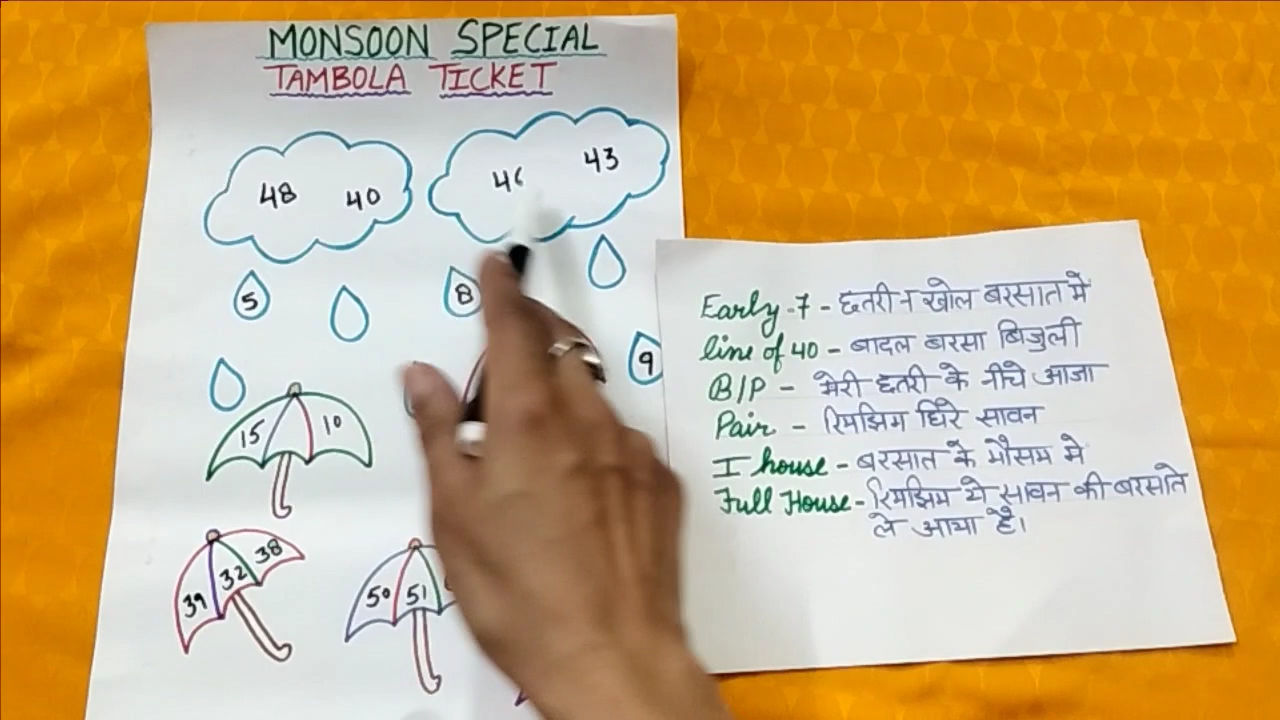 MONSOON SPECIAL
TAMBOLA TICKET
48 40
43
5
8
9
15 10
39 32 38
50 51
Early-7 - छतरी न खोल बरसात में
line of 40 - बादल बरसा बिजुली
B/P - मेरी छतरी के नीचे आजा
Pair - रिमझिम घिरे सावन
I house - बरसात के मौसम मे
Full House - रिमझिम ये सावन की बरसाते
ले आया है।